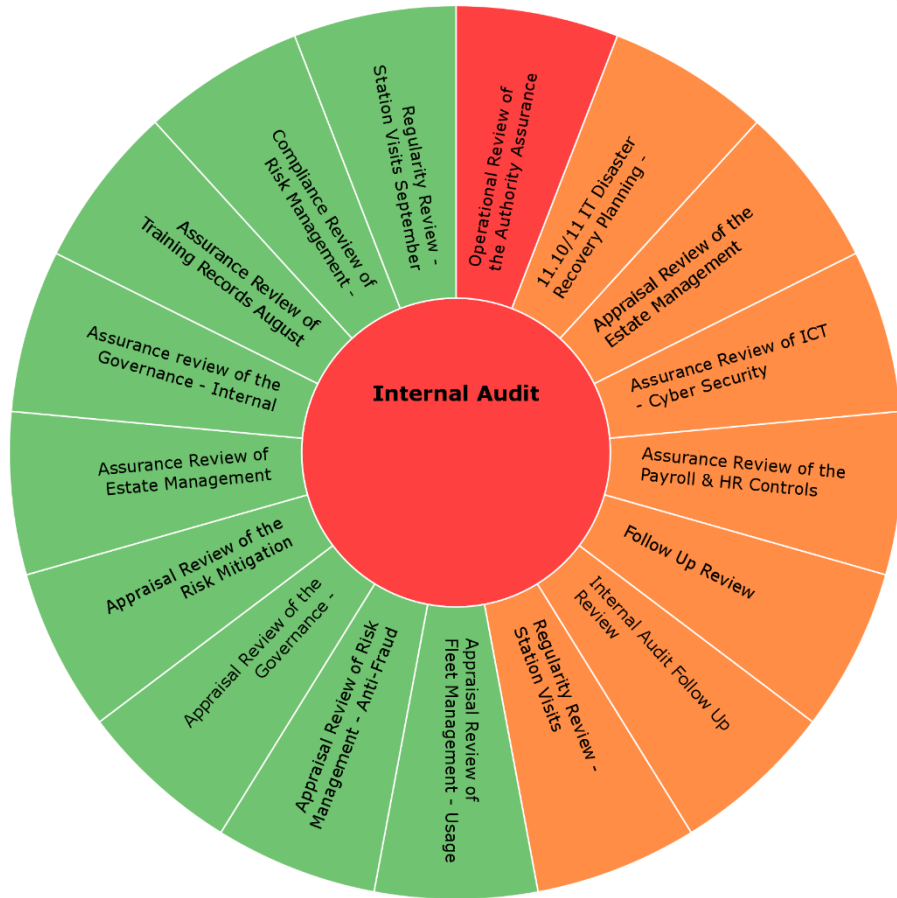 Internal Audit
Operational Review of
the Authority Assurance
11.10/11 IT Disaster
Recovery Planning -
Appraisal Review of the
Estate Management
Assurance Review of ICT
- Cyber Security
Assurance Review of the
Payroll & HR Controls
Follow Up Review
Internal Audit Follow Up
Review
Regularity Review -
Station Visits
Appraisal Review of
Fleet Management - Usage
Appraisal Review of Risk
Management - Anti-Fraud
Appraisal Review of the
Governance -
Appraisal Review of the
Risk Mitigation
Assurance Review of
Estate Management
Assurance review of the
Governance - Internal
Assurance Review of
Training Records August
Compliance Review of
Risk Management -
Regularity Review -
Station Visits September